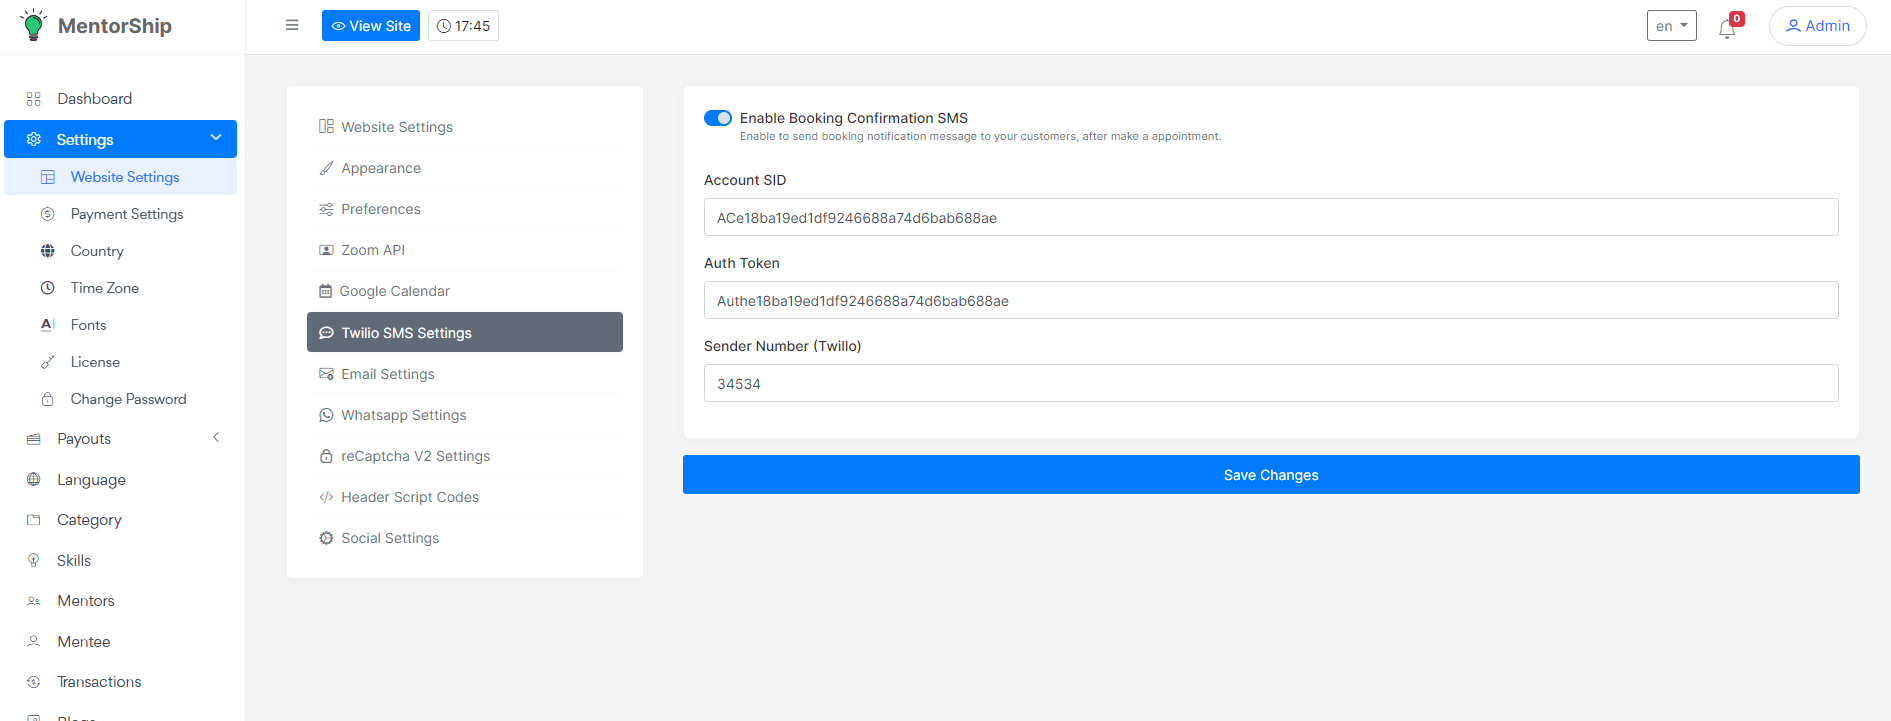 MentorShip
View Site
17:45
en
0
Admin
Dashboard
Settings
Website Settings
Payment Settings
Country
Time Zone
Fonts
License
Change Password
Payouts
Language
Category
Skills
Mentors
Mentee
Transactions
Blogs
Website Settings
Appearance
Preferences
Zoom API
Google Calendar
Twilio SMS Settings
Email Settings
Whatsapp Settings
reCaptcha V2 Settings
Header Script Codes
Social Settings
Enable Booking Confirmation SMS
Enable to send booking notification message to your customers, after make a appointment.
Account SID
ACe18ba19ed1df9246688a74d6bab688ae
Auth Token
Authe18ba19ed1df9246688a74d6bab688ae
Sender Number (Twillo)
34534
Save Changes